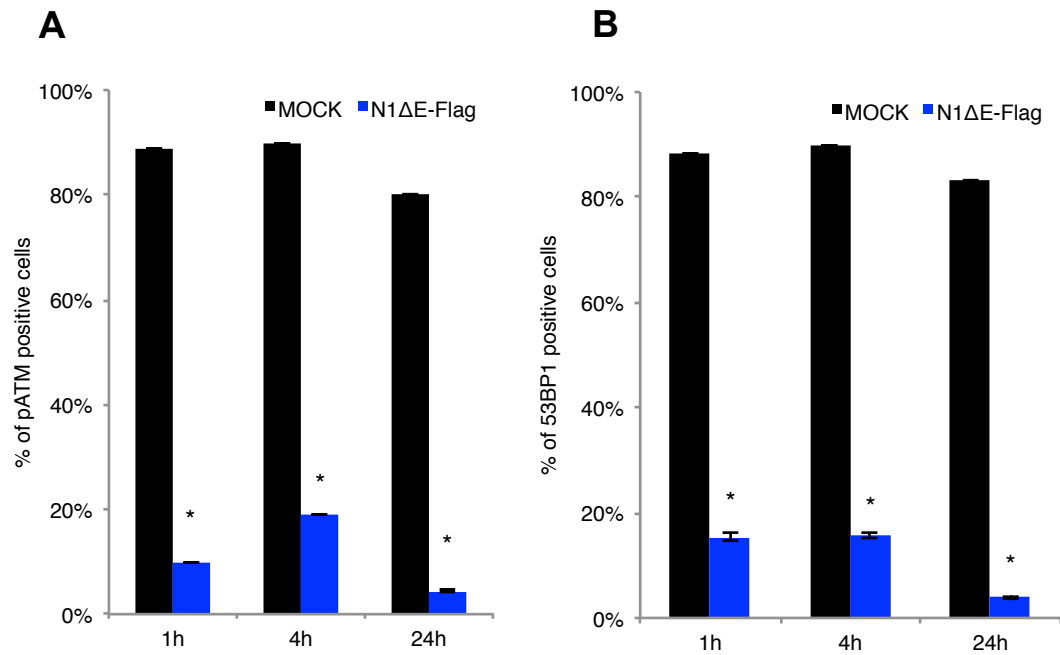 A
100%
80%
60%
40%
20%
0%
% of pATM positive cells
MOCK N1ΔE-Flag
*
*
*
1h 4h 24h
B
100%
80%
60%
40%
20%
0%
% of 53BP1 positive cells
MOCK N1ΔE-Flag
*
*
*
1h 4h 24h